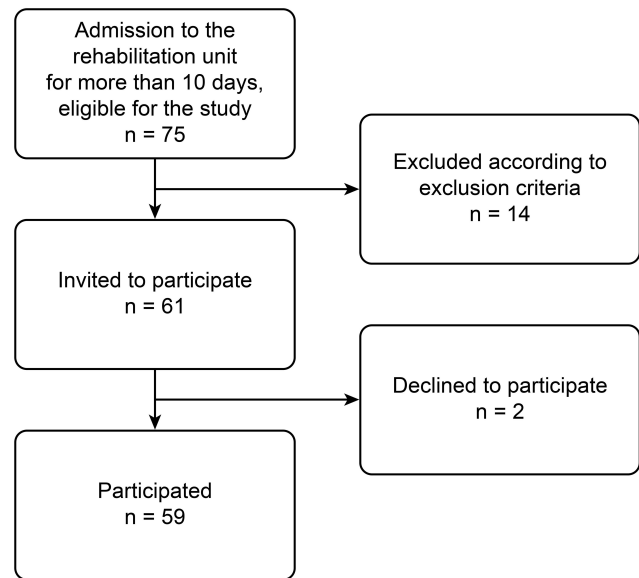 Admission to the
rehabilitation unit
for more than 10 days,
eligible for the study
n = 75
Excluded according to
exclusion criteria
n = 14
Invited to participate
n = 61
Declined to participate
n = 2
Participated
n = 59